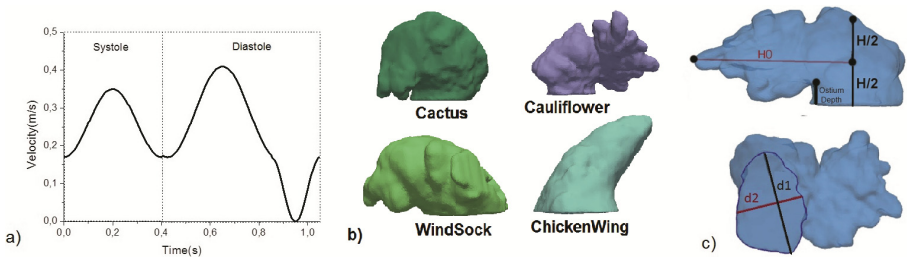 a)
Velocity(m/s)
0,5
0,4
0,3
0,2
0,1
0,0
Systole
Diastole
0,0 0,2 0,4 0,6 0,8 1,0
Time(s)
b)
Cactus
Cauliflower
WindSock
ChickenWing
c)
H0
H/2
H/2
Ostium
Depth
d1
d2